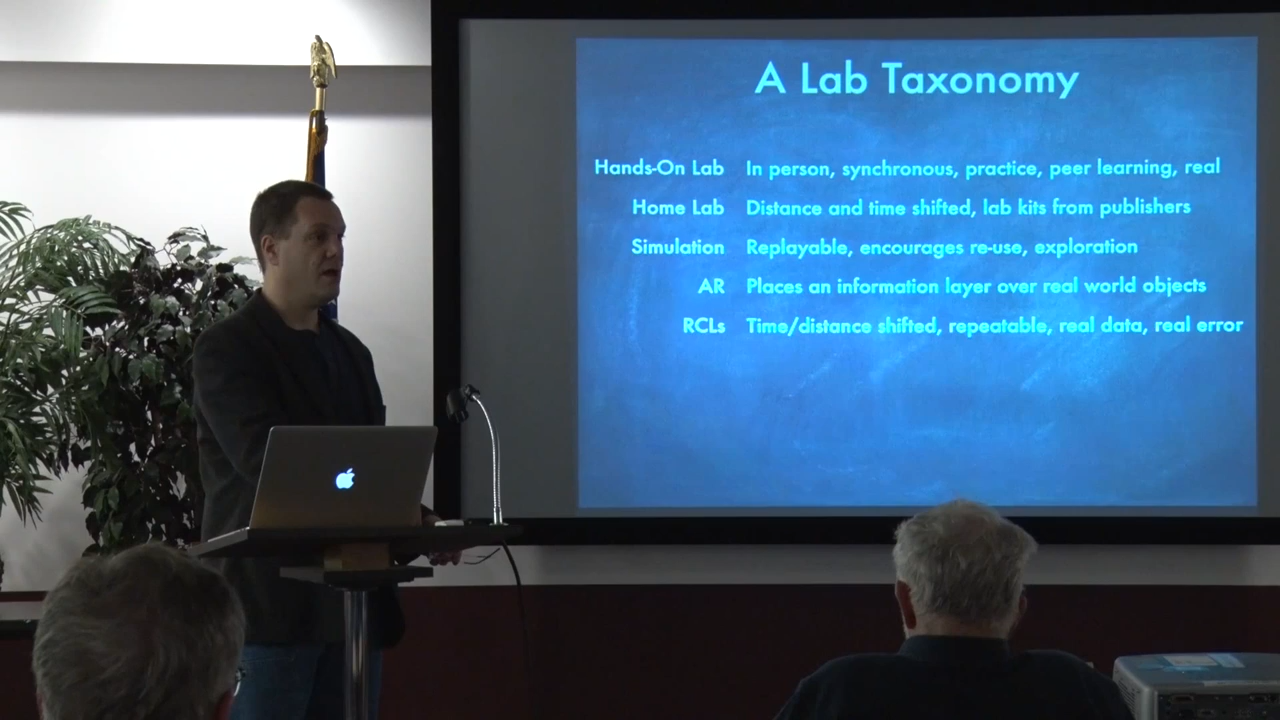 A Lab Taxonomy
Hands-On Lab In person, synchronous, practice, peer learning, real
Home Lab Distance and time shifted, lab kits from publishers
Simulation Replayable, encourages re-use, exploration
AR Places an information layer over real world objects
RCLs Time/distance shifted, repeatable, real data, real error